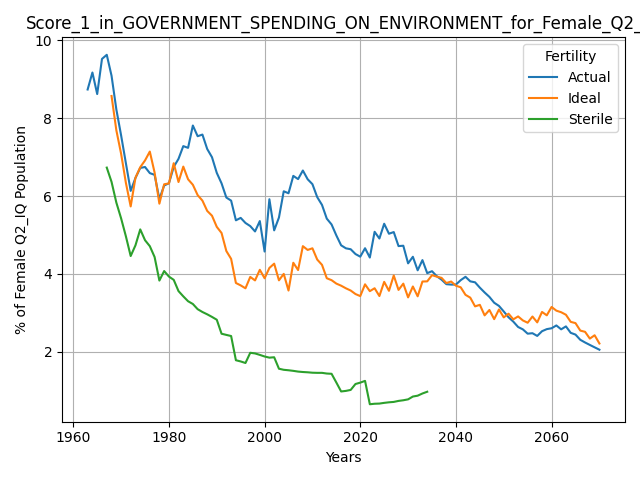 Score_1_in_GOVERNMENT_SPENDING_ON_ENVIRONMENT_for_Female_Q2_
10
8
6
4
2
% of Female Q2_IQ Population
Fertility
Actual
Ideal
Sterile
1960 1980 2000 2020 2040 2060
Years